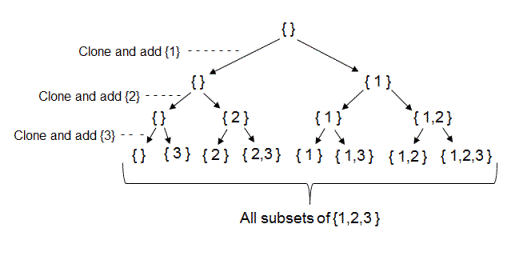 {}
Clone and add {1}
{} {1}
Clone and add {2}
{} {2} {1} {1,2}
Clone and add {3}
{} {3} {2} {2,3} {1} {1,3} {1,2} {1,2,3}
All subsets of {1,2,3}